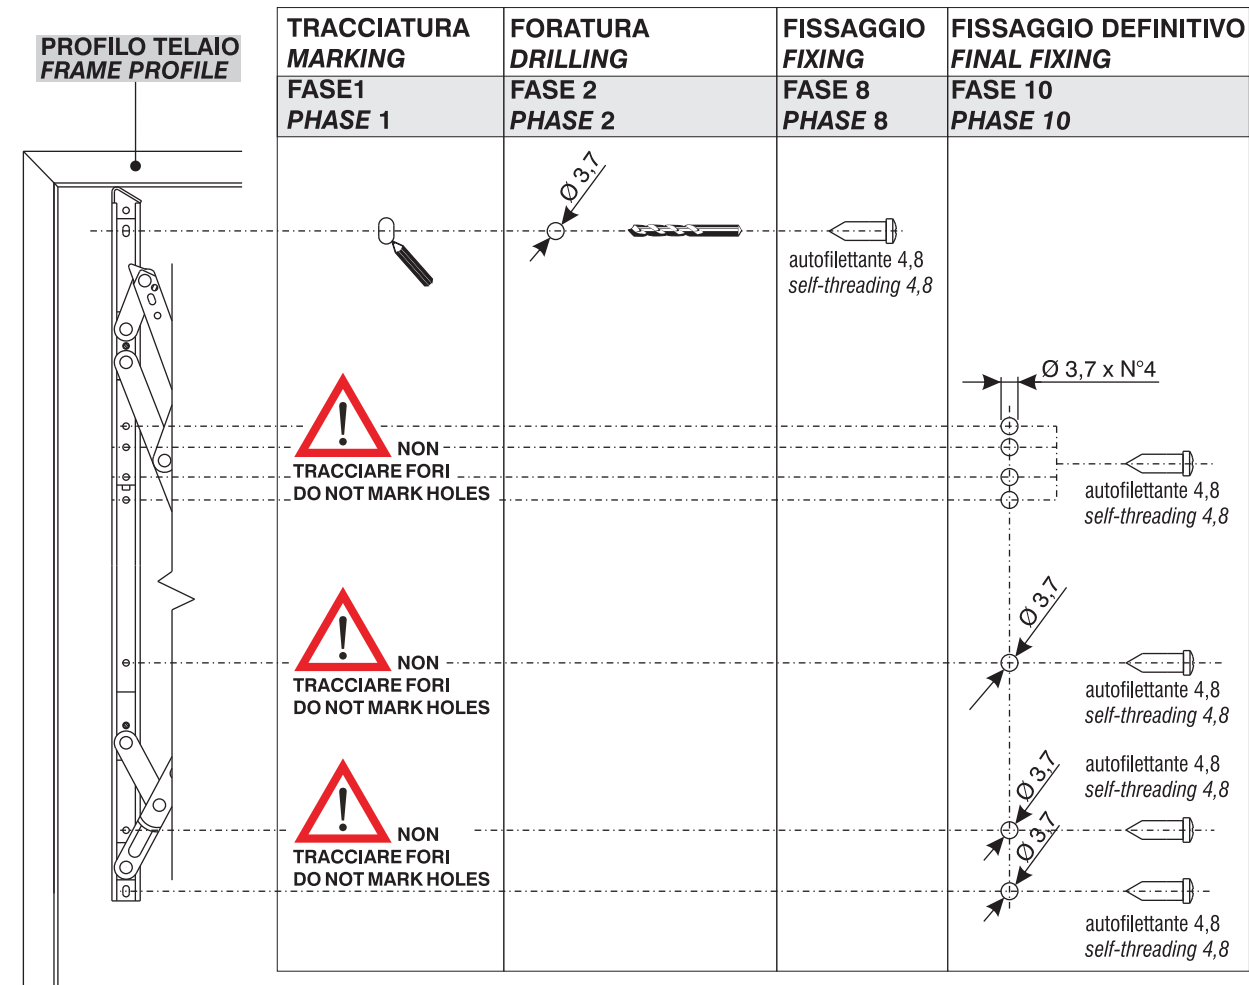 PROFILO TELAIO
FRAME PROFILE
TRACCIATURA
MARKING
FORATURA
DRILLING
FISSAGGIO
FIXING
FISSAGGIO DEFINITIVO
FINAL FIXING
FASE1
PHASE 1
FASE 2
PHASE 2
FASE 8
PHASE 8
FASE 10
PHASE 10
Ø 3,7
autofilettante 4,8
self-threading 4,8
Ø 3,7 x N°4
!
NON
TRACCIARE FORI
DO NOT MARK HOLES
autofilettante 4,8
self-threading 4,8
!
NON
TRACCIARE FORI
DO NOT MARK HOLES
Ø 3,7
autofilettante 4,8
self-threading 4,8
!
NON
TRACCIARE FORI
DO NOT MARK HOLES
Ø 3,7
autofilettante 4,8
self-threading 4,8
Ø 3,7
autofilettante 4,8
self-threading 4,8